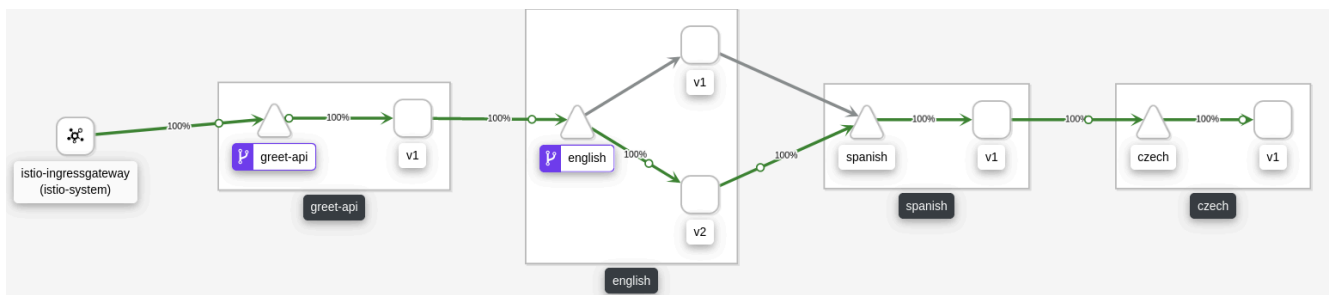 istio-ingressgateway
(istio-system)
100%
greet-api
100%
v1
greet-api
100%
english
v1
100%
v2
english
100%
spanish
100%
v1
spanish
100%
czech
100%
v1
czech